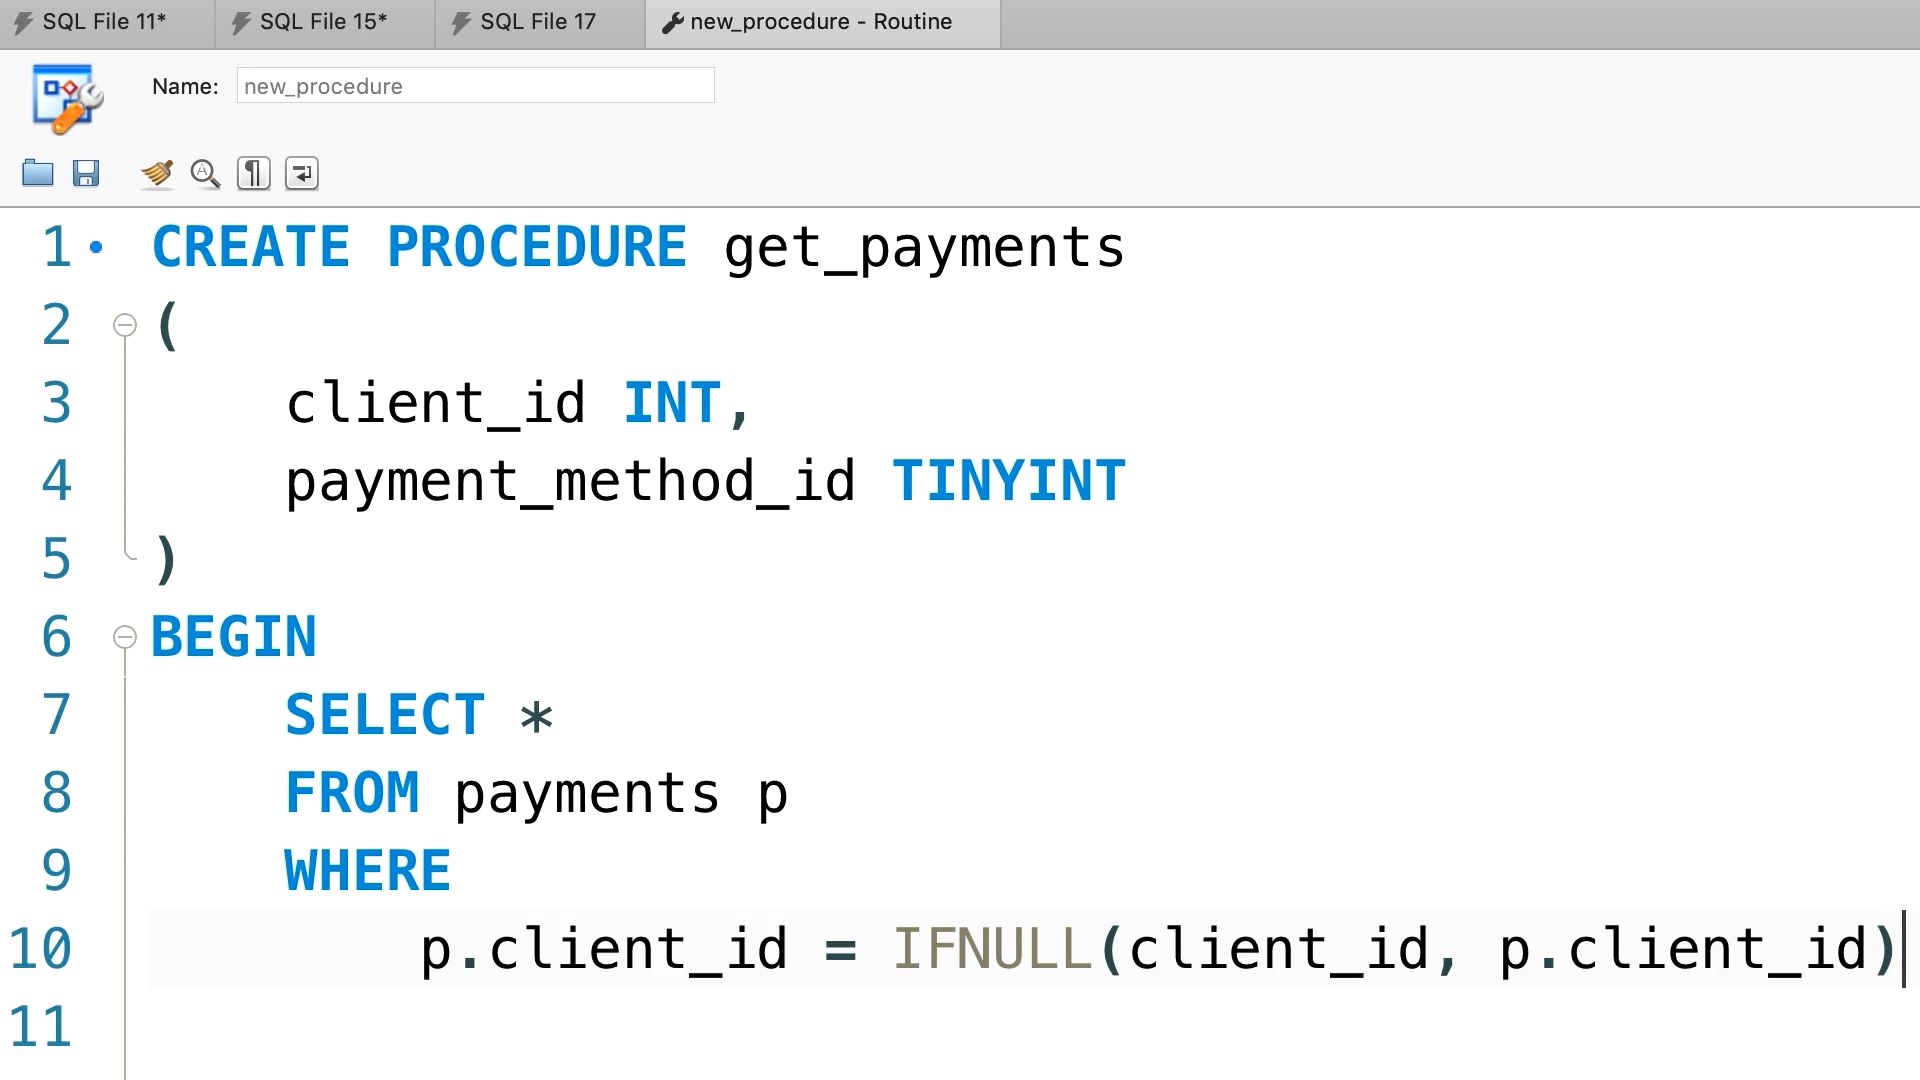 SQL File 11* SQL File 15* SQL File 17 new_procedure - Routine
Name: new_procedure
1 CREATE PROCEDURE get_payments
2 (
3 client_id INT,
4 payment_method_id TINYINT
5 )
6 BEGIN
7 SELECT *
8 FROM payments p
9 WHERE
10 p.client_id = IFNULL(client_id, p.client_id)
11